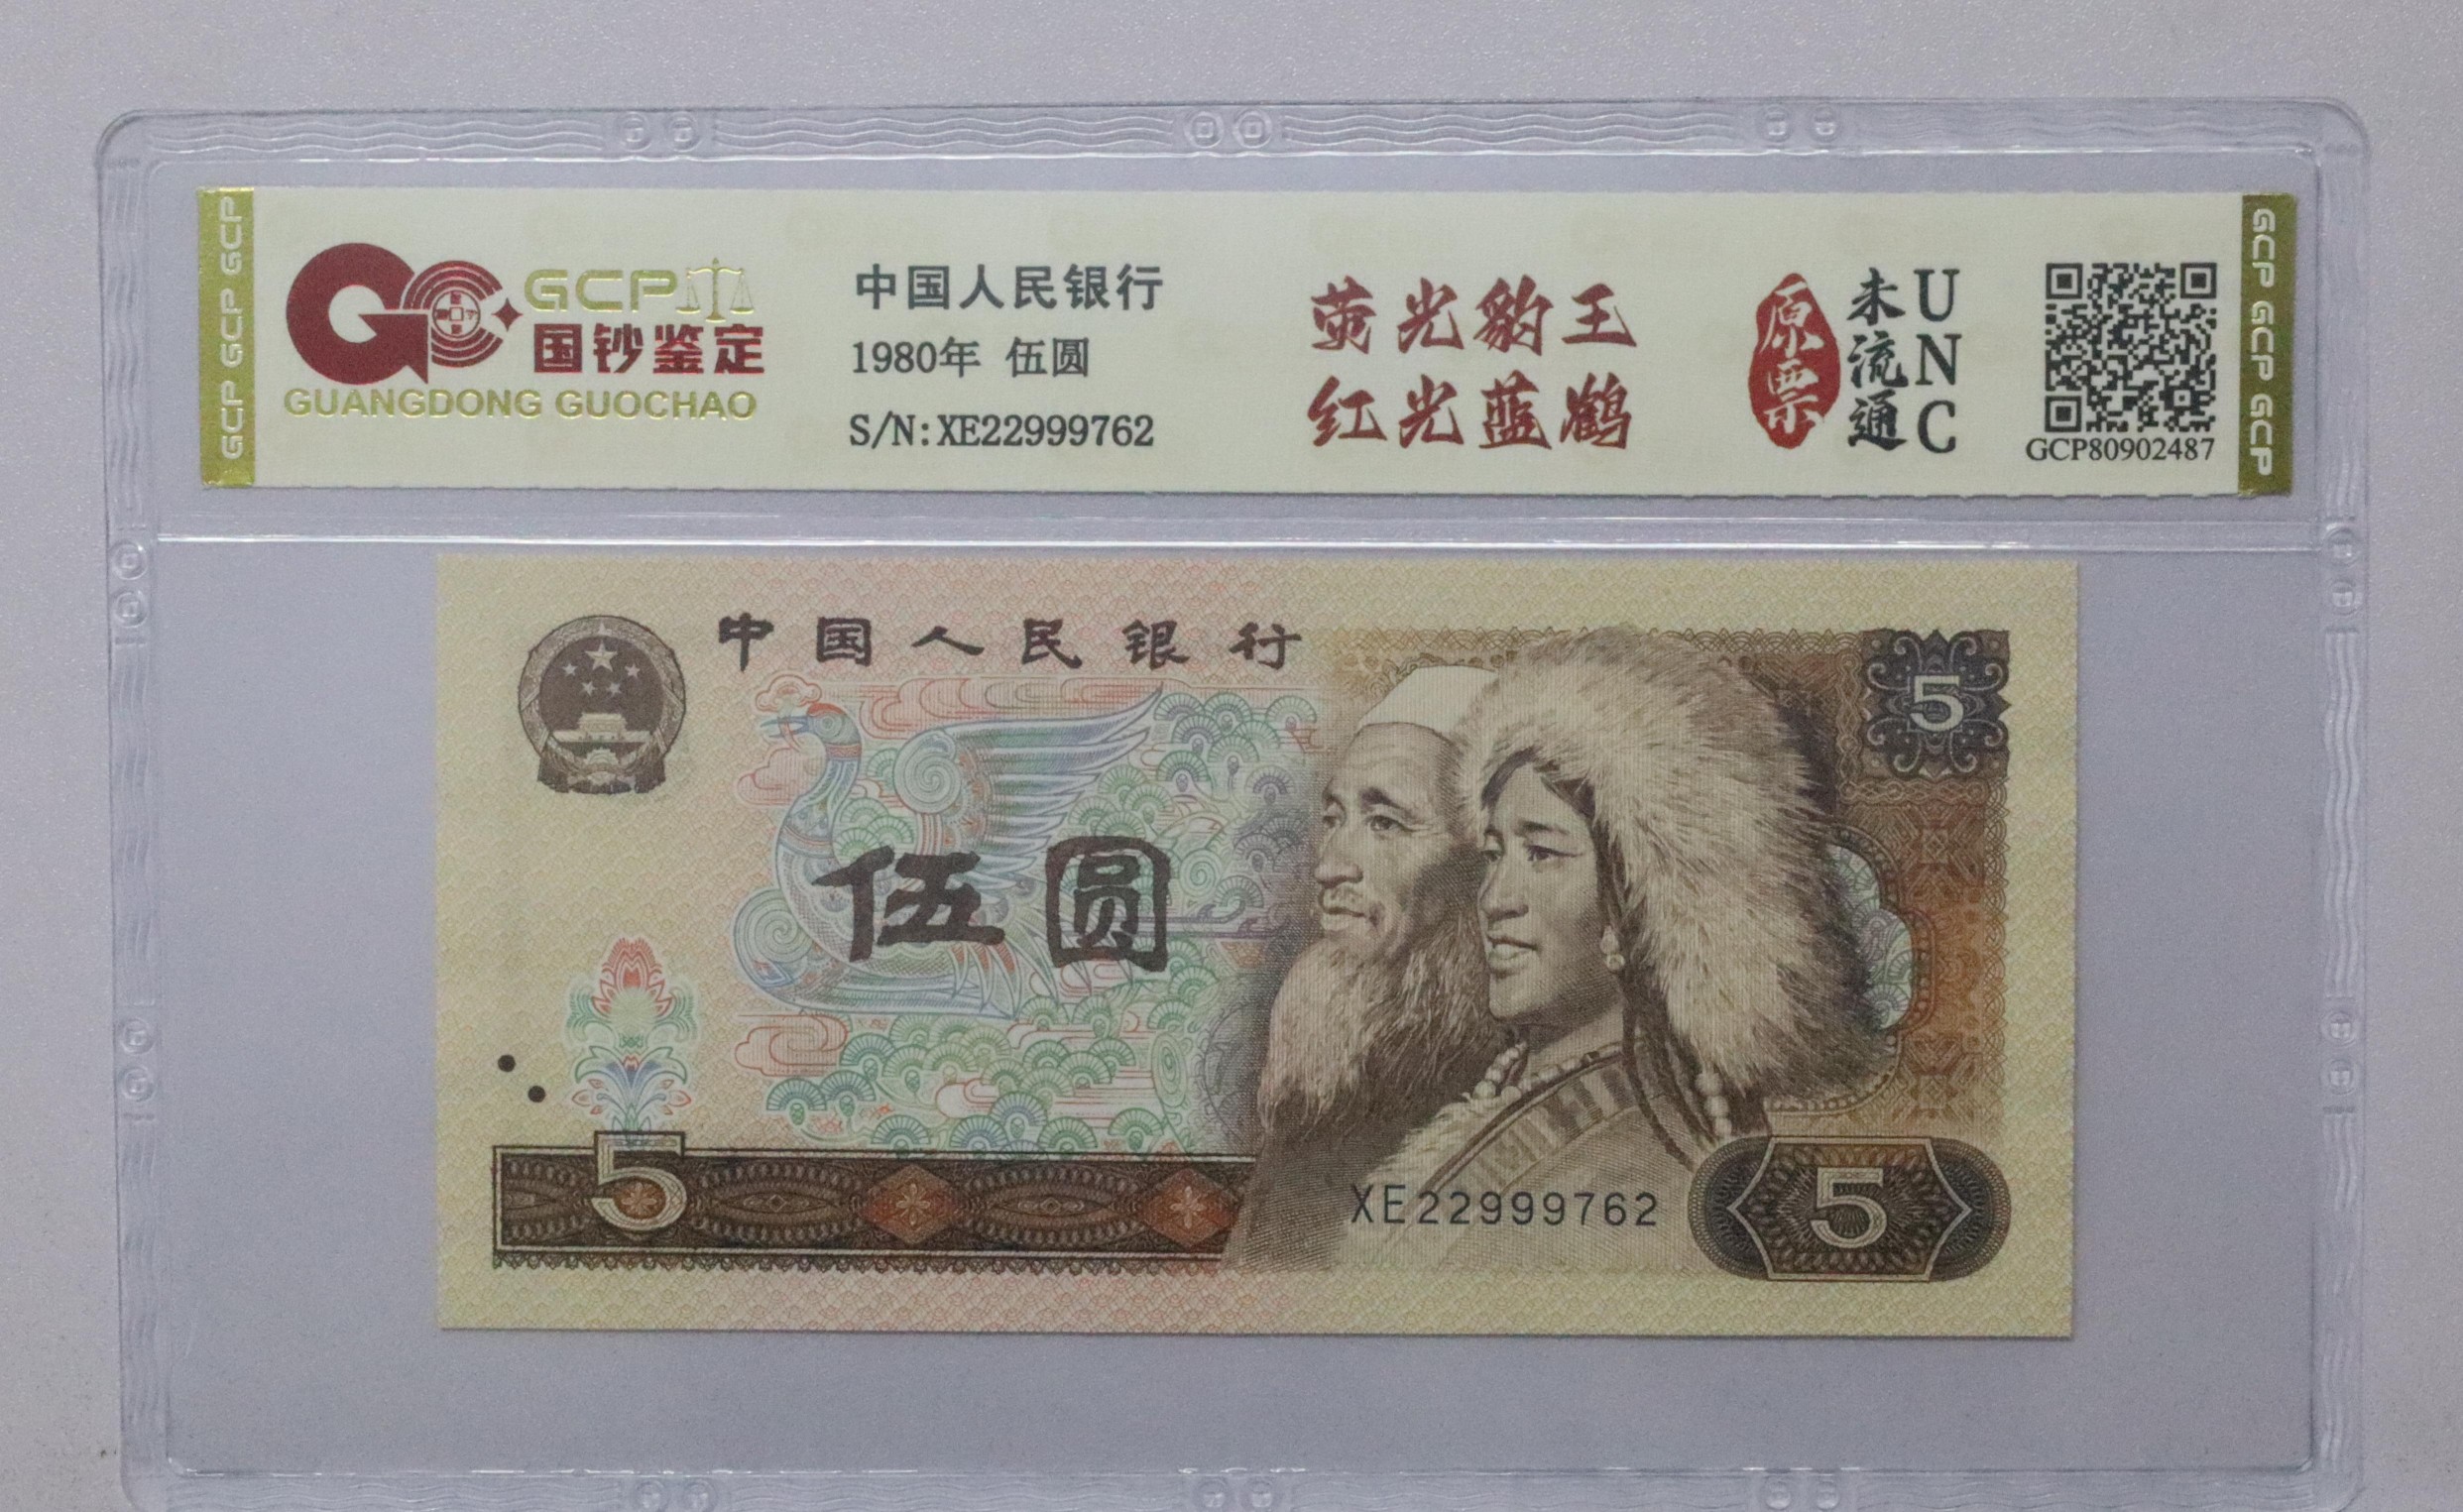 GCP GCP GCP
GCP
国钞鉴定
GUANGDONG GUOCHAO
中国人民银行
1980年 伍圆
S/N:XE22999762
荧光豹王
红光蓝鹤
原票
未流通
UNC
GCP80902487
GCP GCP GCP
中国人民银行
5
伍圆
5
XE22999762
5